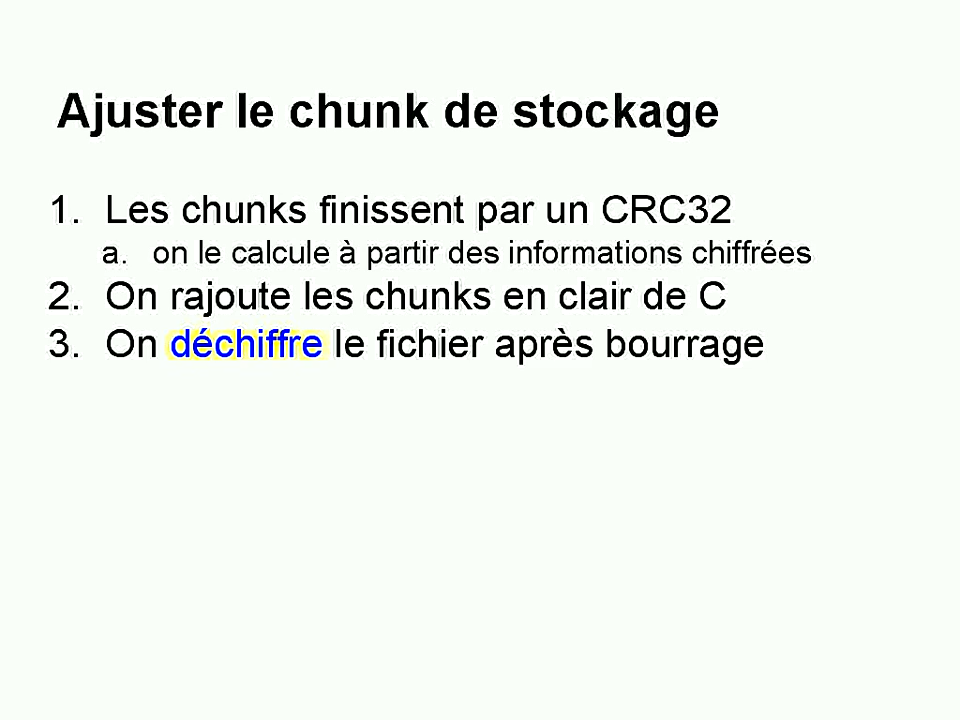 Ajuster le chunk de stockage
1. Les chunks finissent par un CRC32
a. on le calcule à partir des informations chiffrées
2. On rajoute les chunks en clair de C
3. On déchiffre le fichier après bourrage